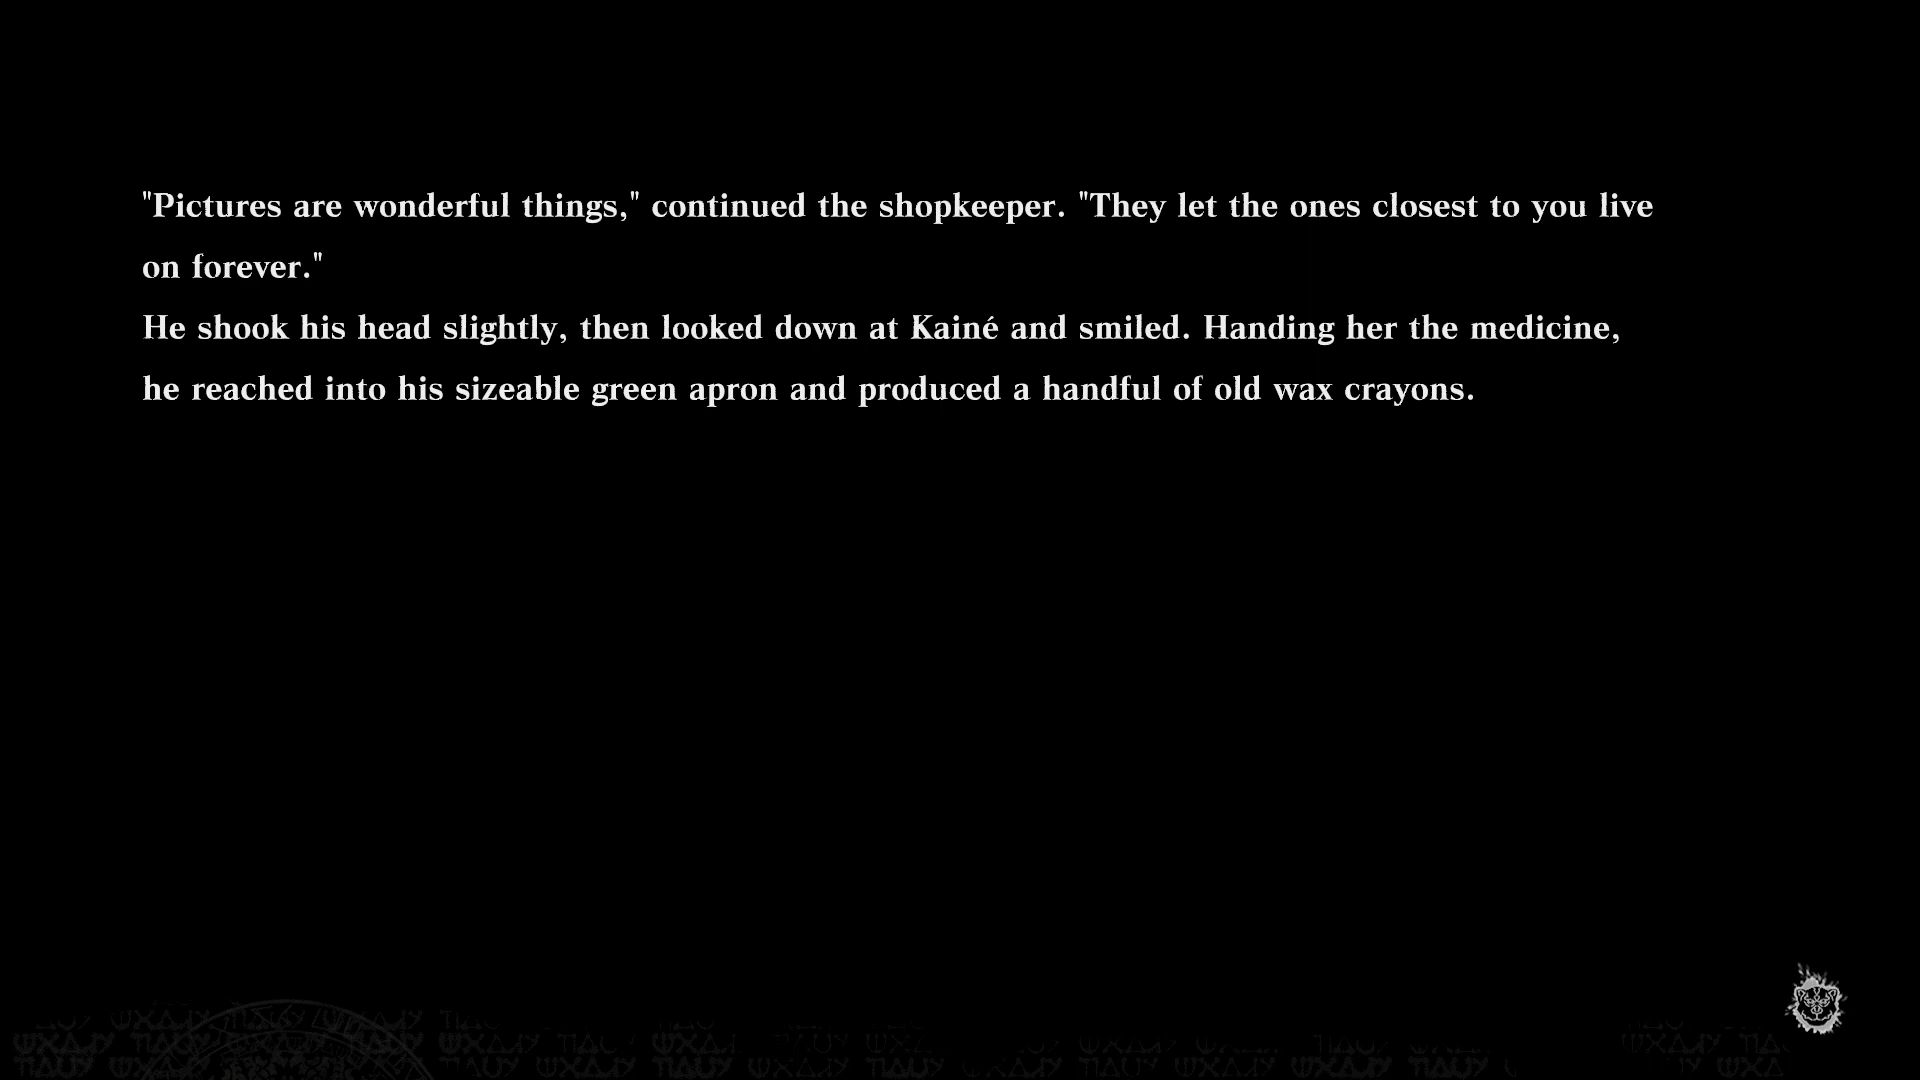 "Pictures are wonderful things," continued the shopkeeper. "They let the ones closest to you live
on forever."
He shook his head slightly, then looked down at Kainé and smiled. Handing her the medicine,
he reached into his sizeable green apron and produced a handful of old wax crayons.